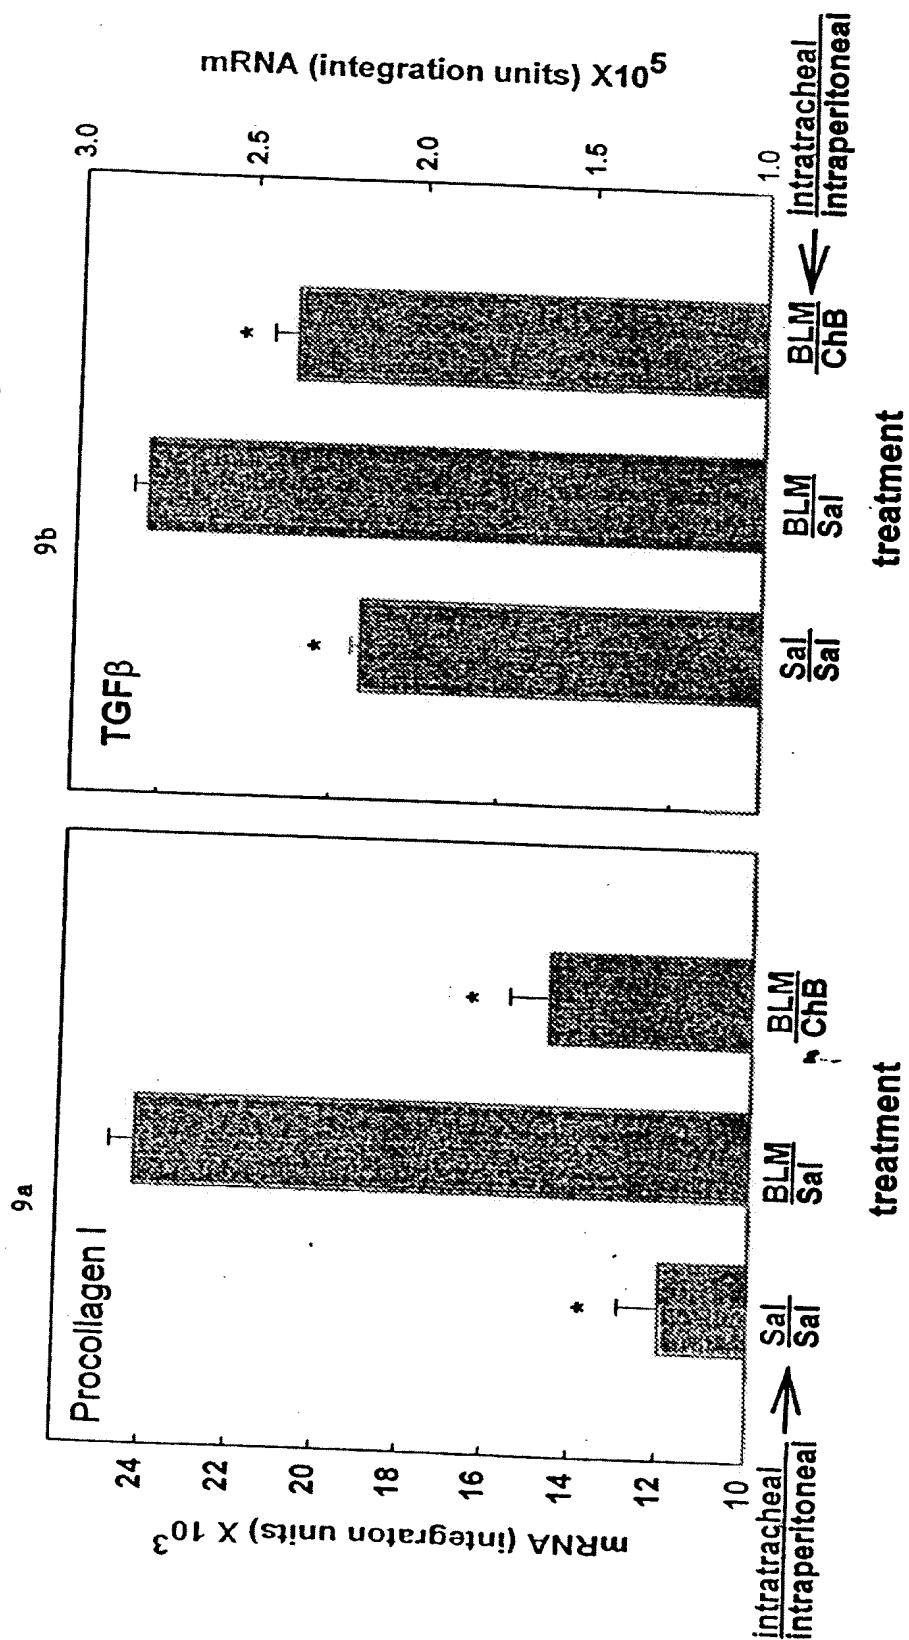 9a
Procollagen I
mRNA (integraton units) X 10³
24
22
20
18
16
14
12
10
Sal
Sal
BLM
Sal
BLM
ChB
intratracheal
intraperitoneal
treatment
*
*
9b
TGFβ
*
*
mRNA (integration units) X10⁵
3.0
2.5
2.0
1.5
1.0
Sal
Sal
BLM
Sal
BLM
ChB
intratracheal
intraperitoneal
treatment